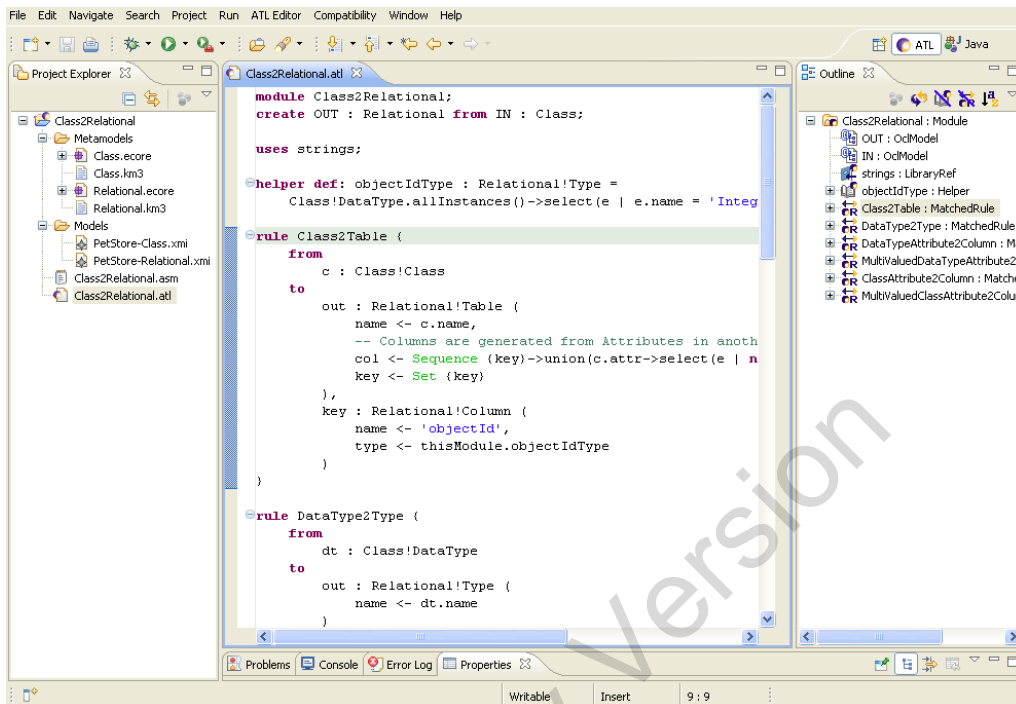 File Edit Navigate Search Project Run ATL Editor Compatibility Window Help
ATL Java
Project Explorer
Class2Relational
Metamodels
Class.ecore
Class.km3
Relational.ecore
Relational.km3
Models
PetStore-Class.xmi
PetStore-Relational.xmi
Class2Relational.asm
Class2Relational.atl
Class2Relational.atl
module Class2Relational;
create OUT : Relational from IN : Class;
uses strings;
helper def: objectIdType : Relational!Type =
Class!DataType.allInstances()->select(e | e.name = 'Integ
rule Class2Table {
from
c : Class!Class
to
out : Relational!Table (
name <- c.name,
-- Columns are generated from Attributes in anoth
col <- Sequence {key}->union(c.attr->select(e | n
key <- Set {key}
),
key : Relational!Column (
name <- 'objectId',
type <- thisModule.objectIdType
)
}
rule DataType2Type {
from
dt : Class!DataType
to
out : Relational!Type (
name <- dt.name
)
Outline
Class2Relational : Module
OUT : OclModel
IN : OclModel
strings : LibraryRef
objectIdType : Helper
Class2Table : MatchedRule
DataType2Type : MatchedRule
DataTypeAttribute2Column : M
MultiValuedDataTypeAttribute2
ClassAttribute2Column : Matche
MultiValuedClassAttribute2Colu
Problems Console Error Log Properties
Writable Insert 9 : 9
Version